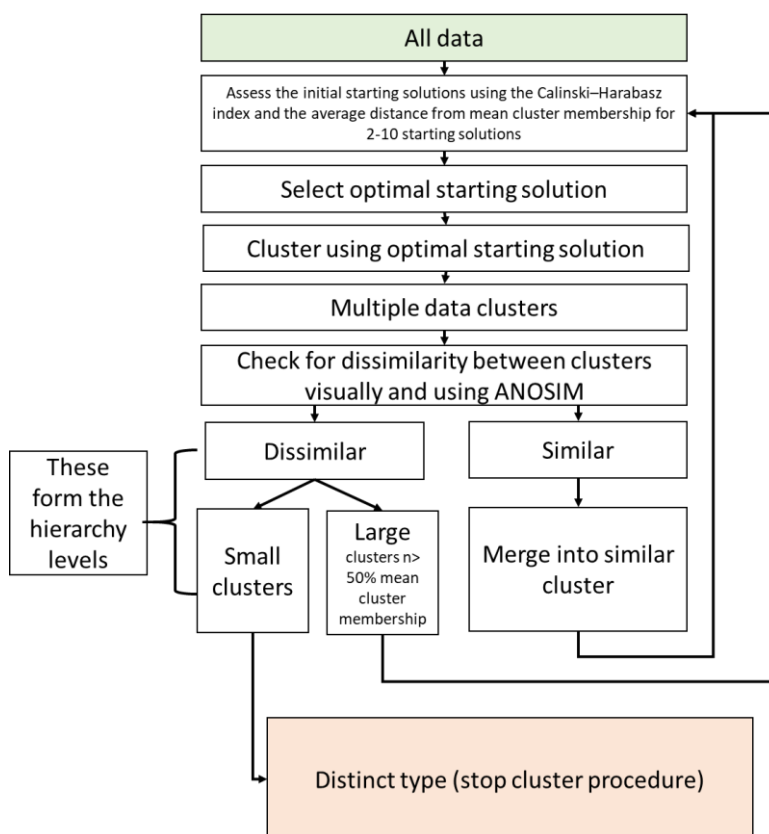 All data
Assess the initial starting solutions using the Calinski–Harabasz
index and the average distance from mean cluster membership for
2-10 starting solutions
Select optimal starting solution
Cluster using optimal starting solution
Multiple data clusters
Check for dissimilarity between clusters
visually and using ANOSIM
Dissimilar
Similar
These
form the
hierarchy
levels
Small
clusters
Large
clusters n>
50% mean
cluster
membership
Merge into similar
cluster
Distinct type (stop cluster procedure)